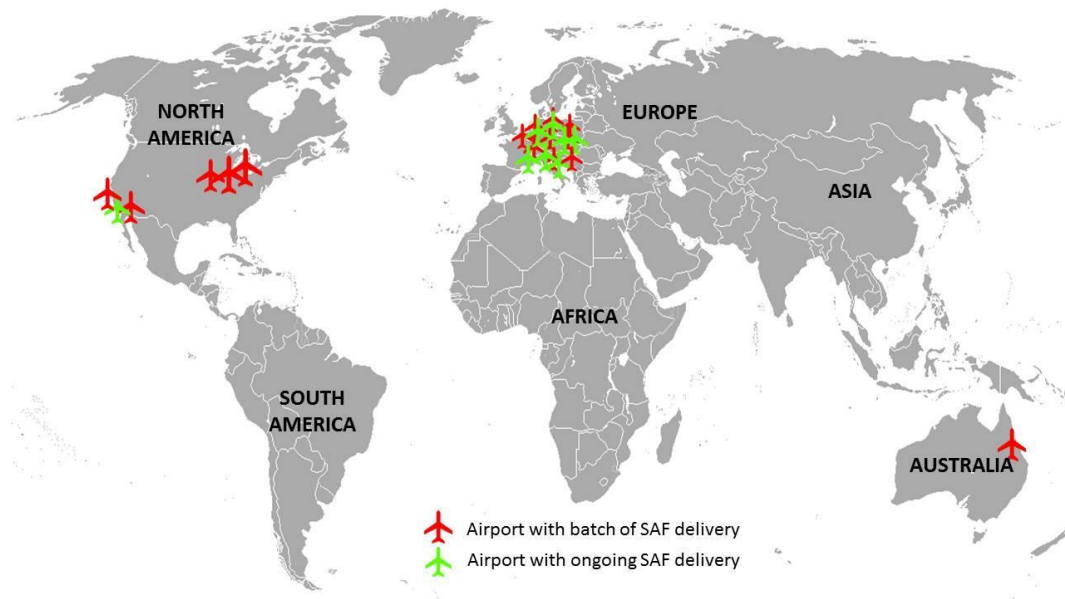 NORTH
AMERICA
EUROPE
ASIA
AFRICA
SOUTH
AMERICA
AUSTRALIA
Airport with batch of SAF delivery
Airport with ongoing SAF delivery